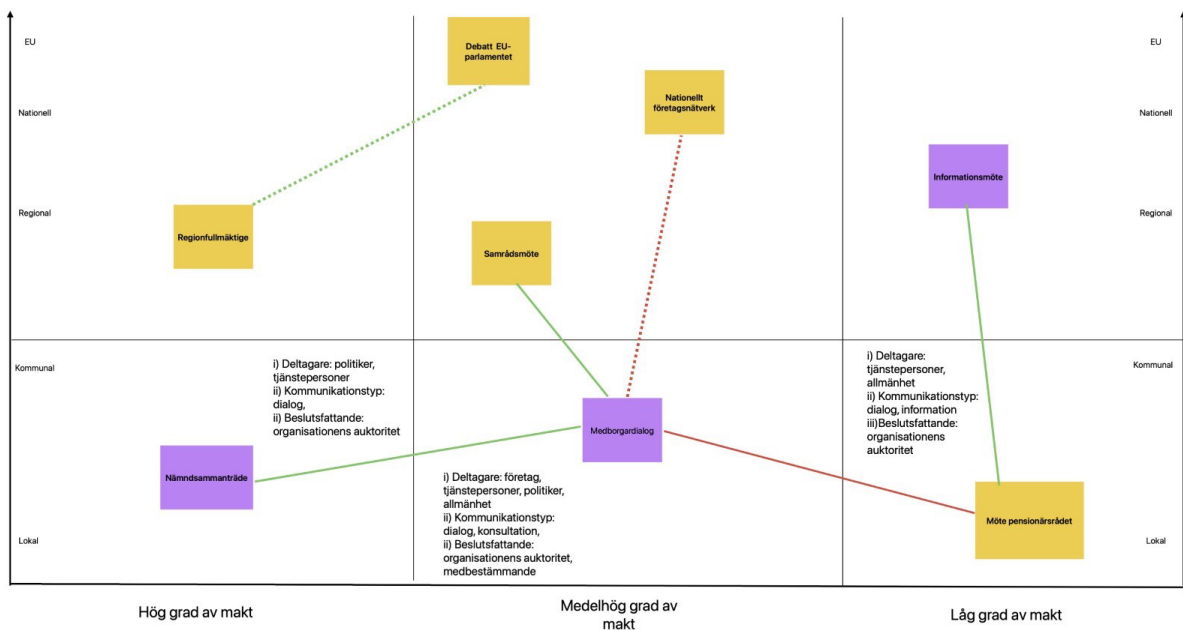 EU
Debatt EU-
parlamentet
EU
Nationellt
företagsnätverk
Nationell
Nationell
Informationsmöte
Regional
Regional
Regionfullmäktige
Samrådsmöte
Kommunal
i) Deltagare: politiker,
tjänstepersoner
ii) Kommunikationstyp:
dialog,
ii) Beslutsfattande:
organisationens auktoritet
i) Deltagare:
tjänstepersoner,
allmänhet
ii) Kommunikationstyp:
dialog, information
iii)Beslutsfattande:
organisationens
auktoritet
Kommunal
Medborgardialog
Nämndsammanträde
i) Deltagare: företag,
tjänstepersoner, politiker,
allmänhet
ii) Kommunikationstyp:
dialog, konsultation,
ii) Beslutsfattande:
organisationens auktoritet,
medbestämmande
Möte pensionärsrådet
Lokal
Lokal
Hög grad av makt
Medelhög grad av
makt
Låg grad av makt